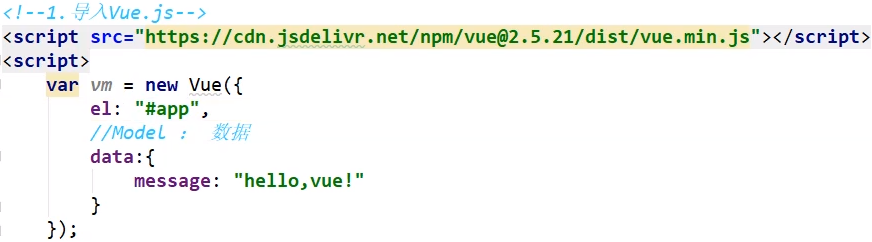 <!--1.导入Vue.js-->
<script src="https://cdn.jsdelivr.net/npm/vue@2.5.21/dist/vue.min.js"></script>
<script>
    var vm = new Vue({
        el: "#app",
        //Model ： 数据
        data:{
            message: "hello,vue!"
        }
    });